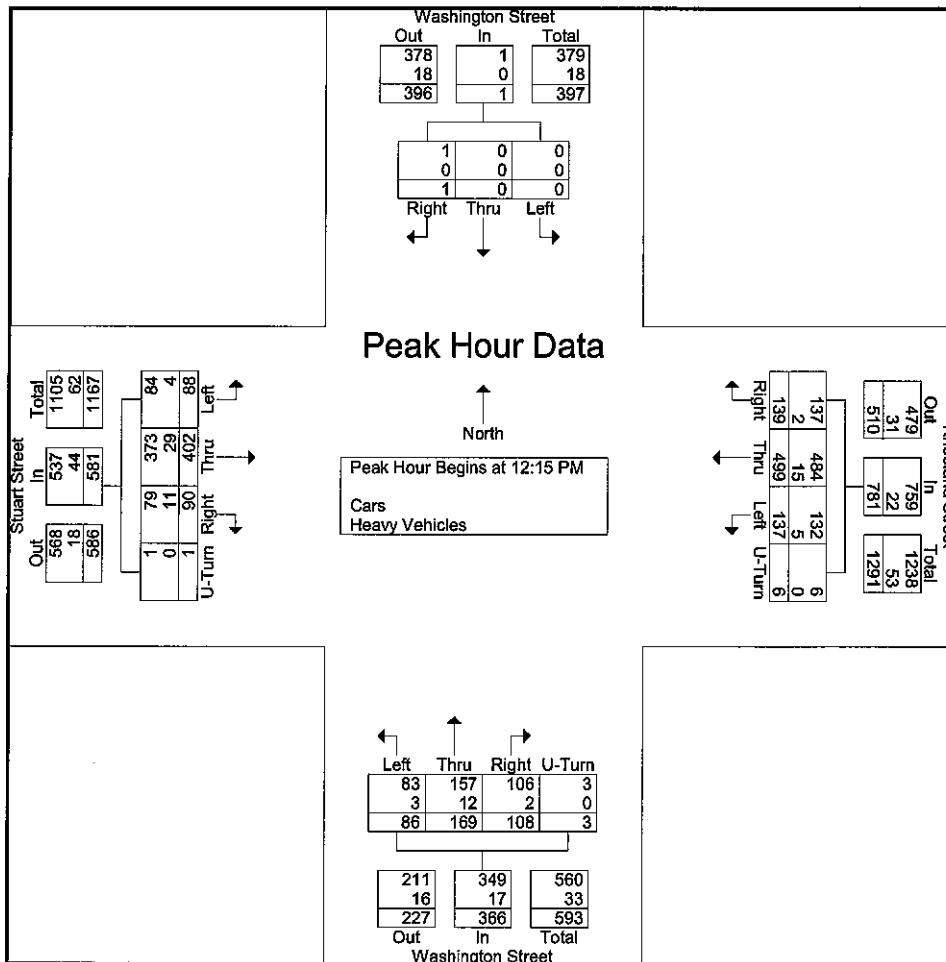 Washington Street
Out In Total
378 1 379
18 0 18
396 1 397
1 0 0
0 0 0
1 0 0
Right Thru Left
Peak Hour Data
North
Peak Hour Begins at 12:15 PM
Cars
Heavy Vehicles
Stuart Street
Total In Out
1105 537 568
62 44 18
1167 581 586
84 373 79 1
4 29 11 0
88 402 90 1
Left Thru Right U-Turn
Right Thru Left U-Turn
139 499 137 6
2 15 5 0
137 484 132 6
Out In Total
510 781 1291
31 22 53
479 759 1238
Left Thru Right U-Turn
83 157 106 3
3 12 2 0
86 169 108 3
211 349 560
16 17 33
227 366 593
Out In Total
Washington Street